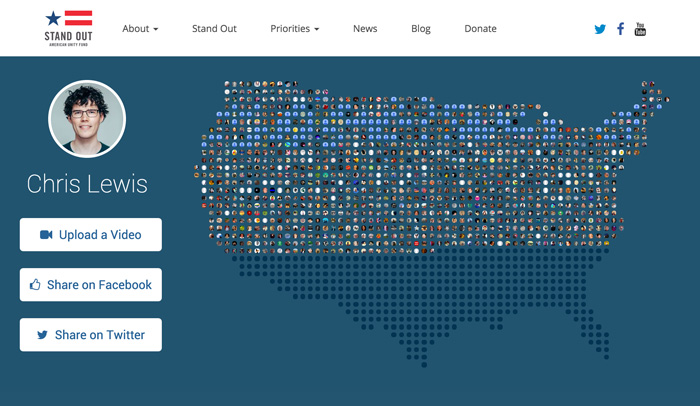 STAND OUT
AMERICAN UNITY FUND
About
Stand Out
Priorities
News
Blog
Donate
You
Tube
Chris Lewis
Upload a Video
Share on Facebook
Share on Twitter